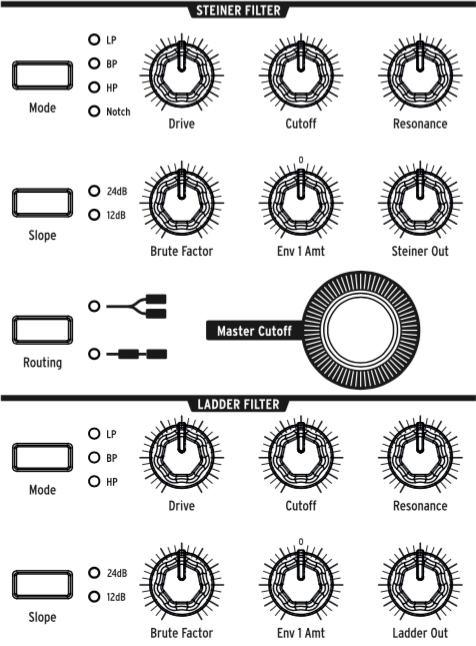 STEINER FILTER
LP
BP
HP
Notch
Mode
Drive
Cutoff
Resonance
24dB
12dB
Slope
0
Brute Factor
Env 1 Amt
Steiner Out
Routing
Master Cutoff
LADDER FILTER
LP
BP
HP
Mode
Drive
Cutoff
Resonance
24dB
12dB
Slope
0
Brute Factor
Env 1 Amt
Ladder Out